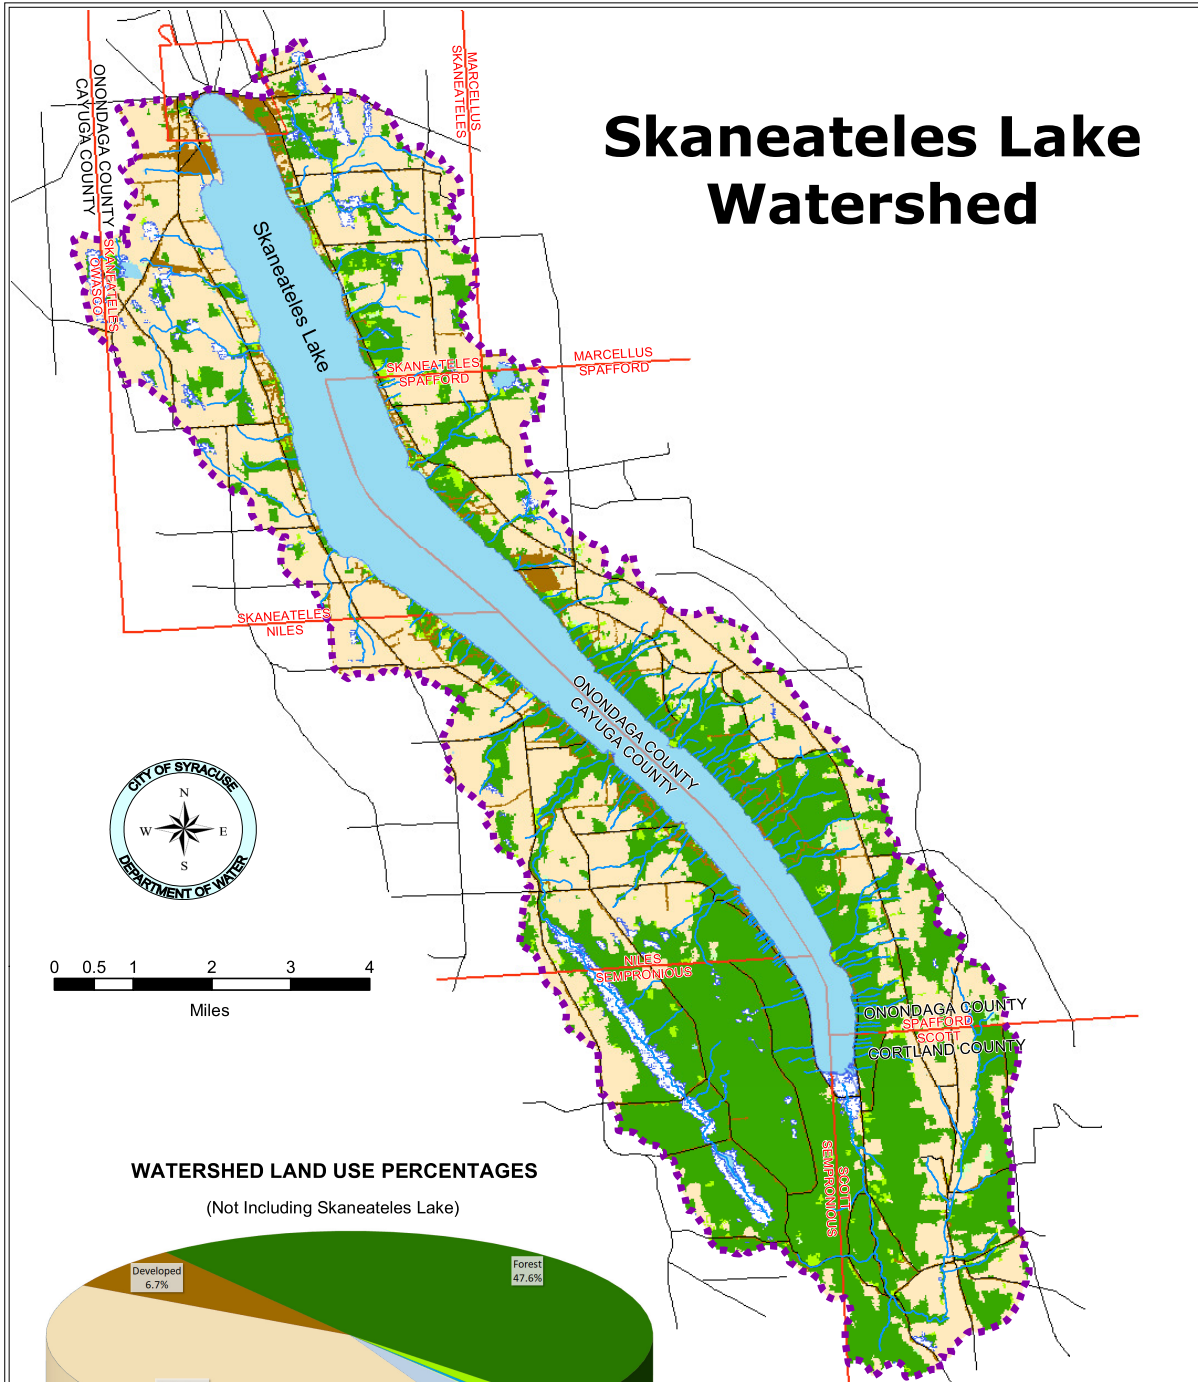 Skaneateles Lake
Watershed
MARCELLUS
SKANEATELES
ONONDAGA COUNTY
CAYUGA COUNTY
SKANEATELES
OWASCO
Skaneateles Lake
SKANEATELES
SPAFFORD
MARCELLUS
SPAFFORD
SKANEATELES
NILES
ONONDAGA COUNTY
CAYUGA COUNTY
CITY OF SYRACUSE
N
W
E
S
DEPARTMENT OF WATER
0 0.5 1 2 3 4
Miles
NILES
SEMPRONIOUS
ONONDAGA COUNTY
SPAFFORD
SCOTT
CORTLAND COUNTY
SCOTT
SEMPRONIOUS
WATERSHED LAND USE PERCENTAGES
(Not Including Skaneateles Lake)
Developed
6.7%
Forest
47.6%